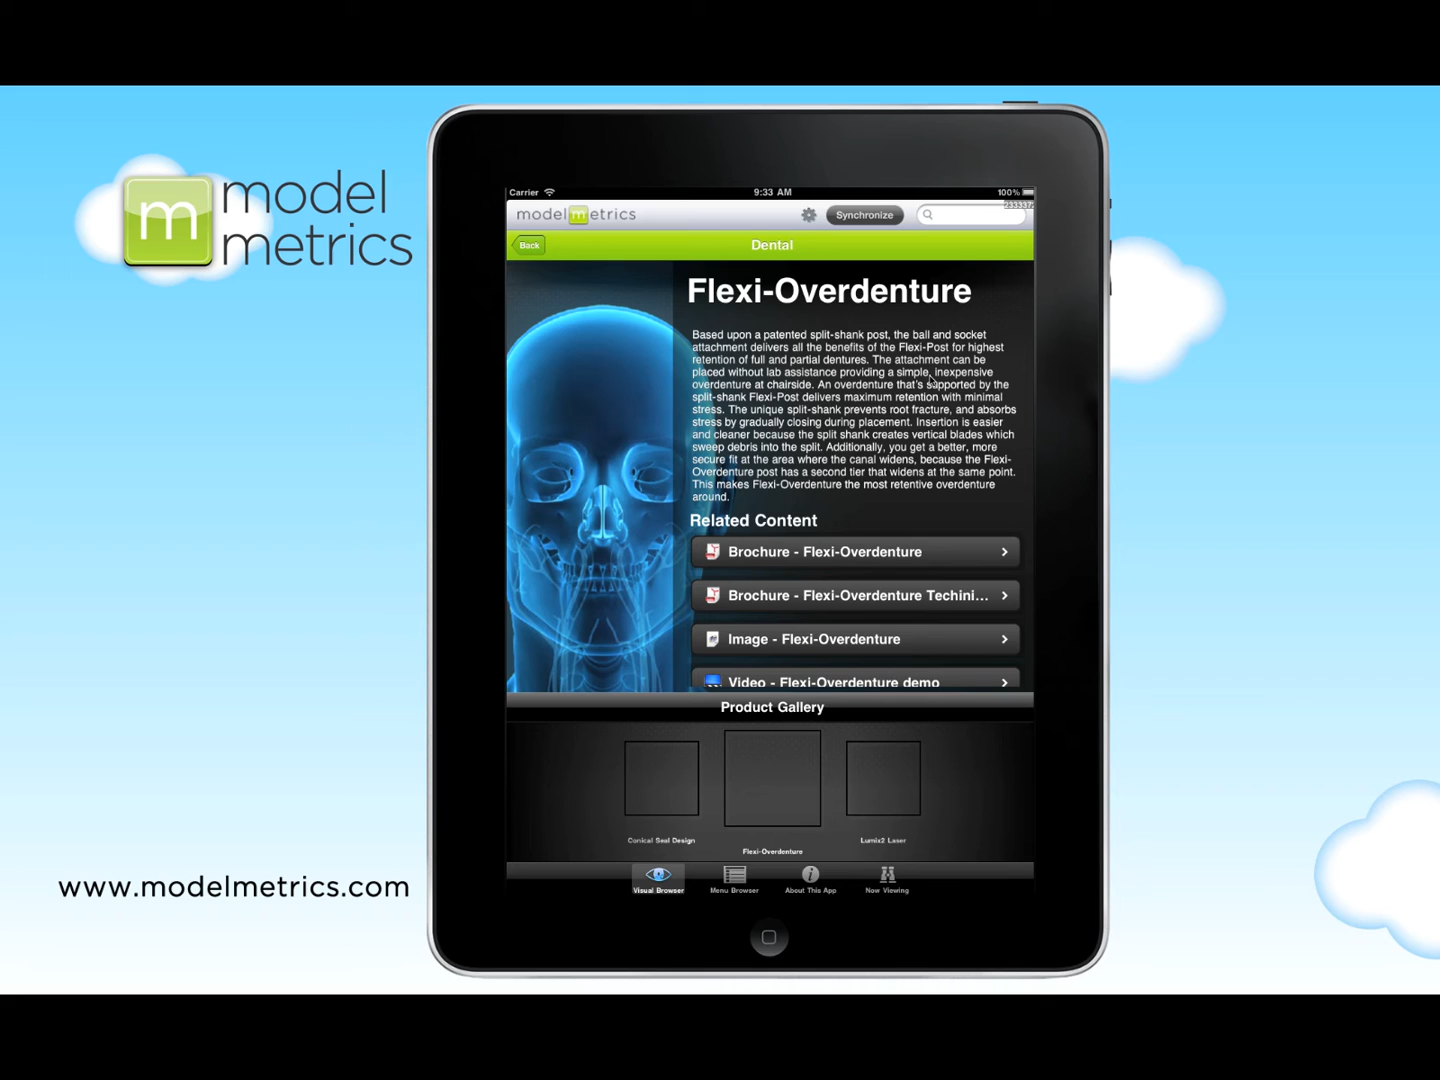 model
metrics
m
Carrier
9:33 AM
100%
modelmetrics
Synchronize
233337
Back
Dental
Flexi-Overdenture
Based upon a patented split-shank post, the ball and socket
attachment delivers all the benefits of the Flexi-Post for highest
retention of full and partial dentures. The attachment can be
placed without lab assistance providing a simple, inexpensive
overdenture at chairside. An overdenture that's supported by the
split-shank Flexi-Post delivers maximum retention with minimal
stress. The unique split-shank prevents root fracture, and absorbs
stress by gradually closing during placement. Insertion is easier
and cleaner because the split shank creates vertical blades which
sweep debris into the split. Additionally, you get a better, more
secure fit at the area where the canal widens, because the Flexi-
Overdenture post has a second tier that widens at the same point.
This makes Flexi-Overdenture the most retentive overdenture
around.
Related Content
Brochure - Flexi-Overdenture
Brochure - Flexi-Overdenture Techini...
Image - Flexi-Overdenture
Video - Flexi-Overdenture demo
Product Gallery
Conical Seal Design
Flexi-Overdenture
Lumix2 Laser
Visual Browser
Menu Browser
About This App
Now Viewing
www.modelmetrics.com